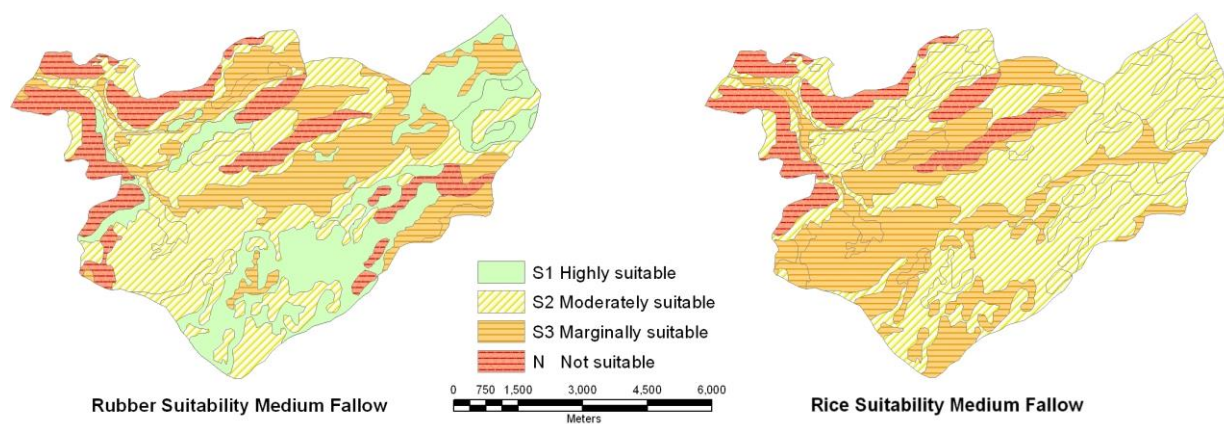 S1 Highly suitable
S2 Moderately suitable
S3 Marginally suitable
N Not suitable
0 750 1,500 3,000 4,500 6,000
Meters
Rubber Suitability Medium Fallow
Rice Suitability Medium Fallow